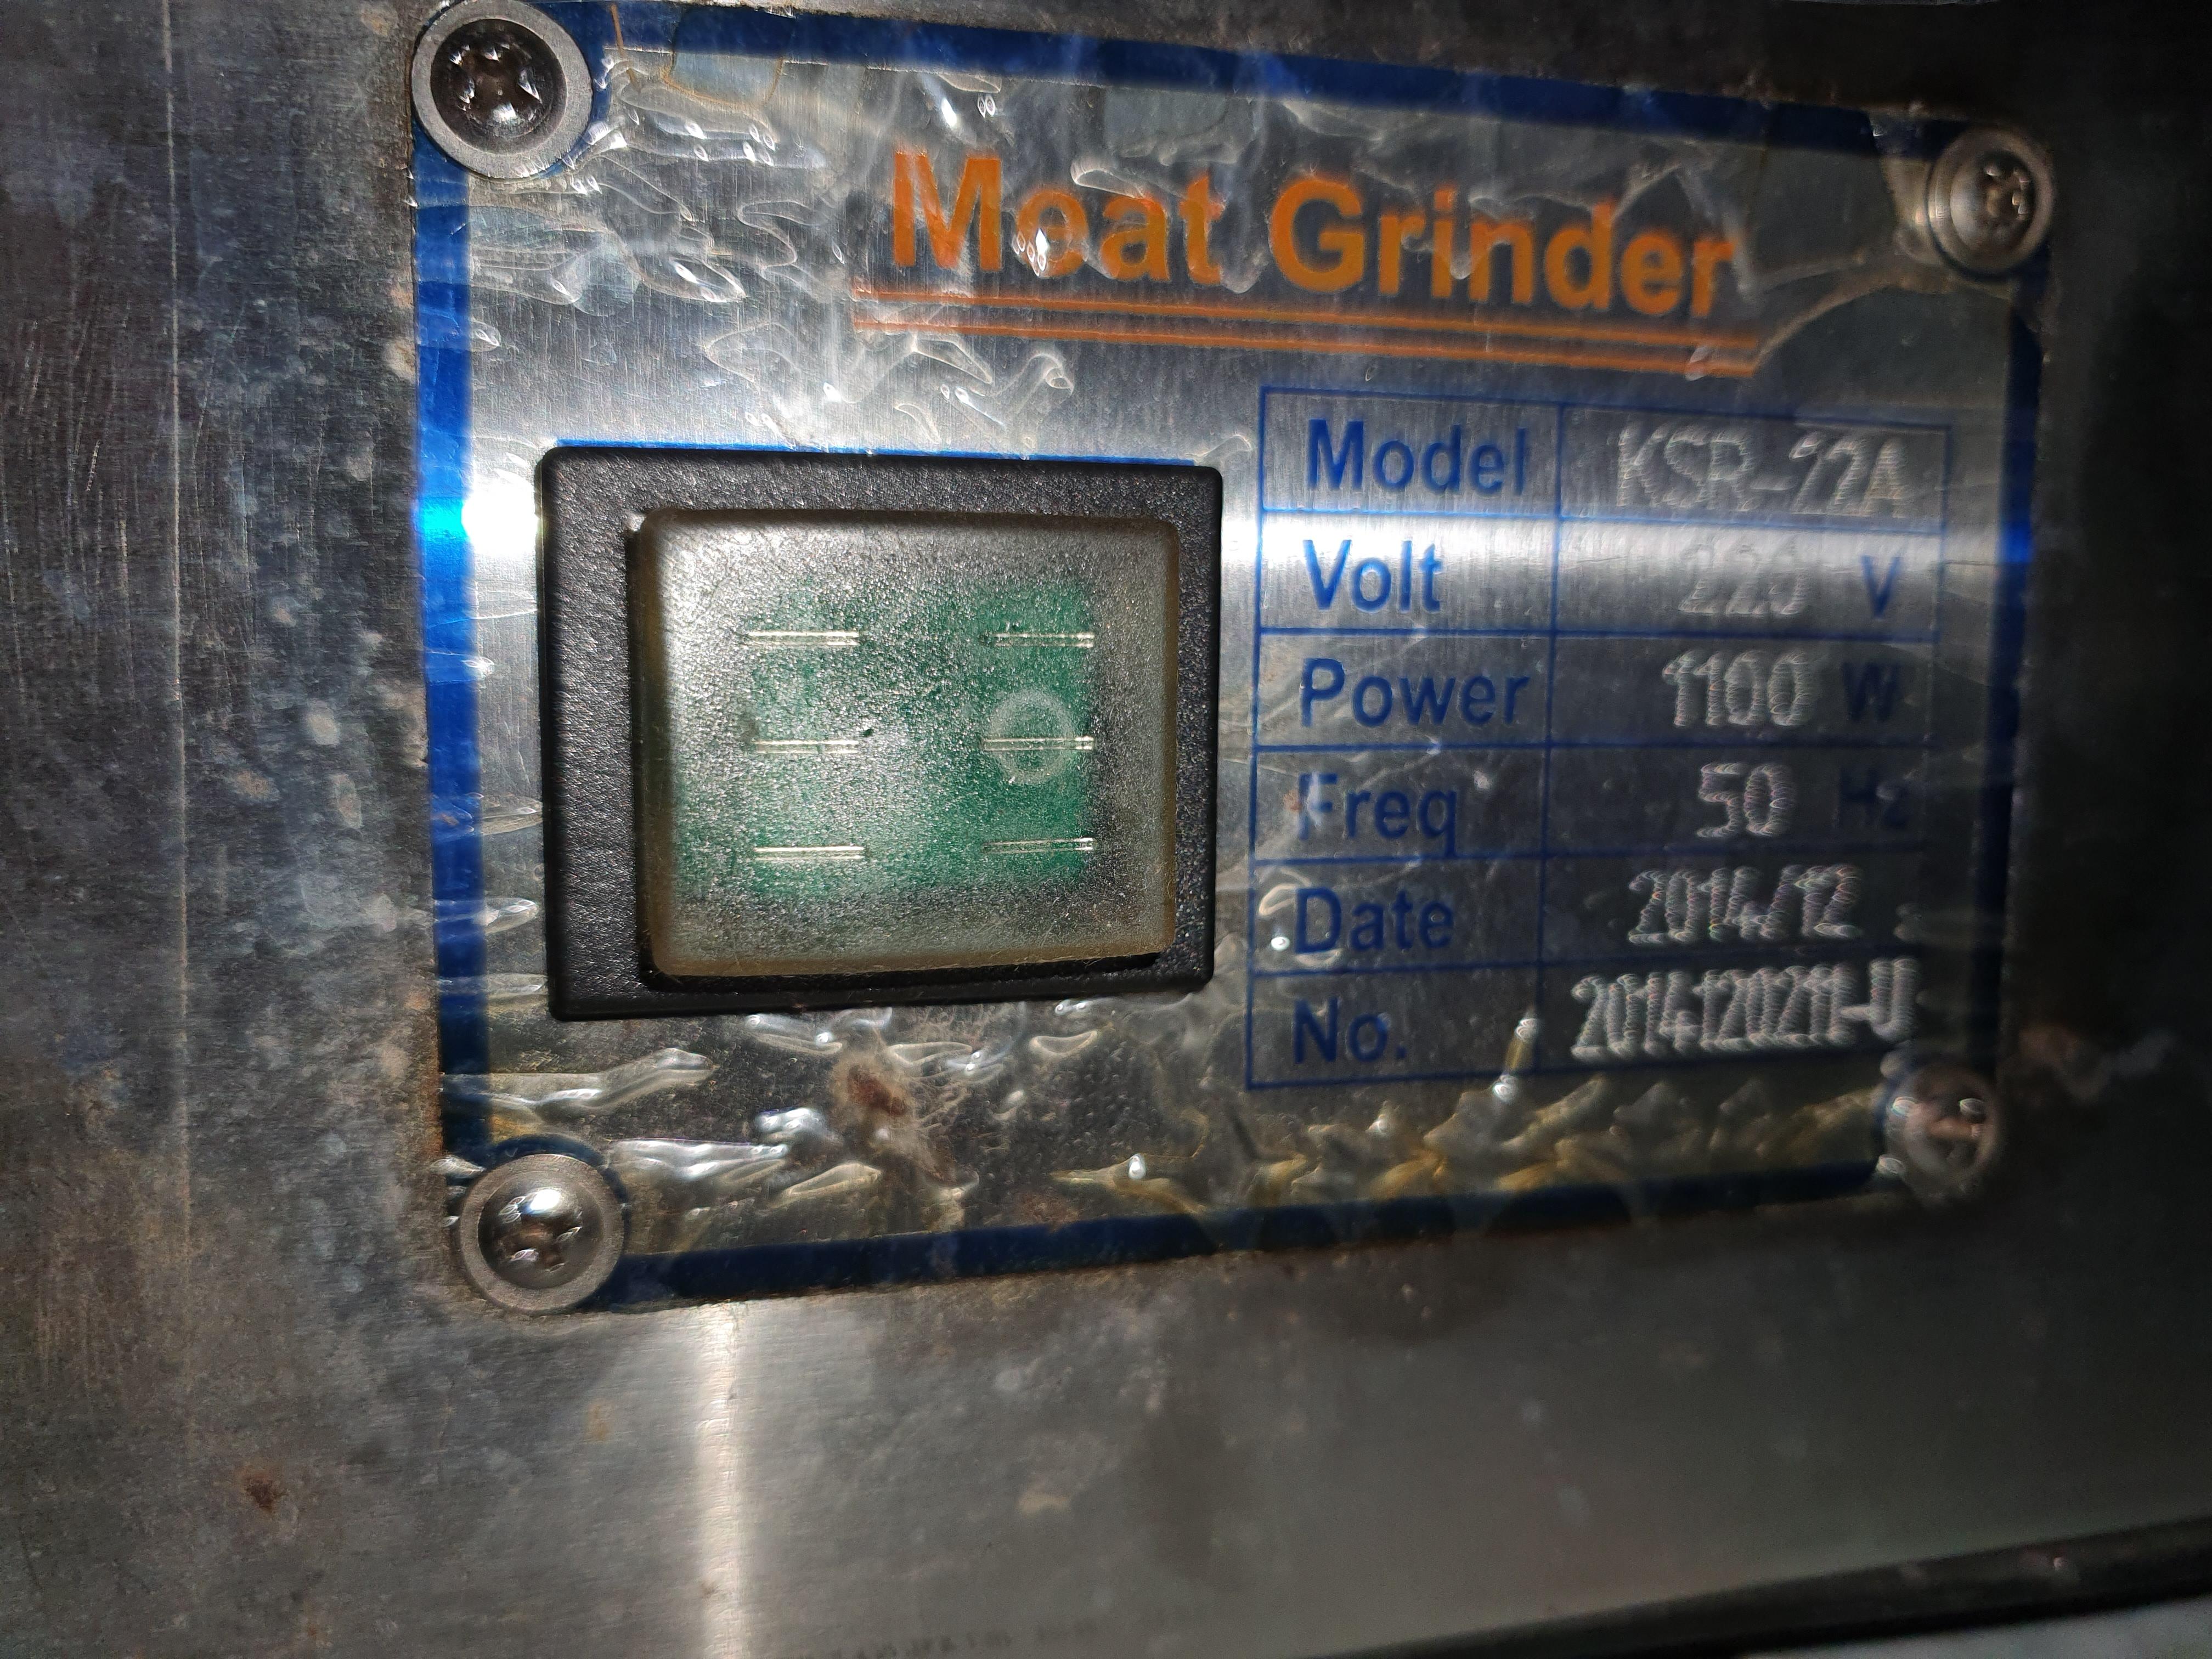 Meat Grinder
Model KSR-22A
Volt 220 V
Power 1100 W
Freq 50 Hz
Date 2014/12
No. 2014120211-U